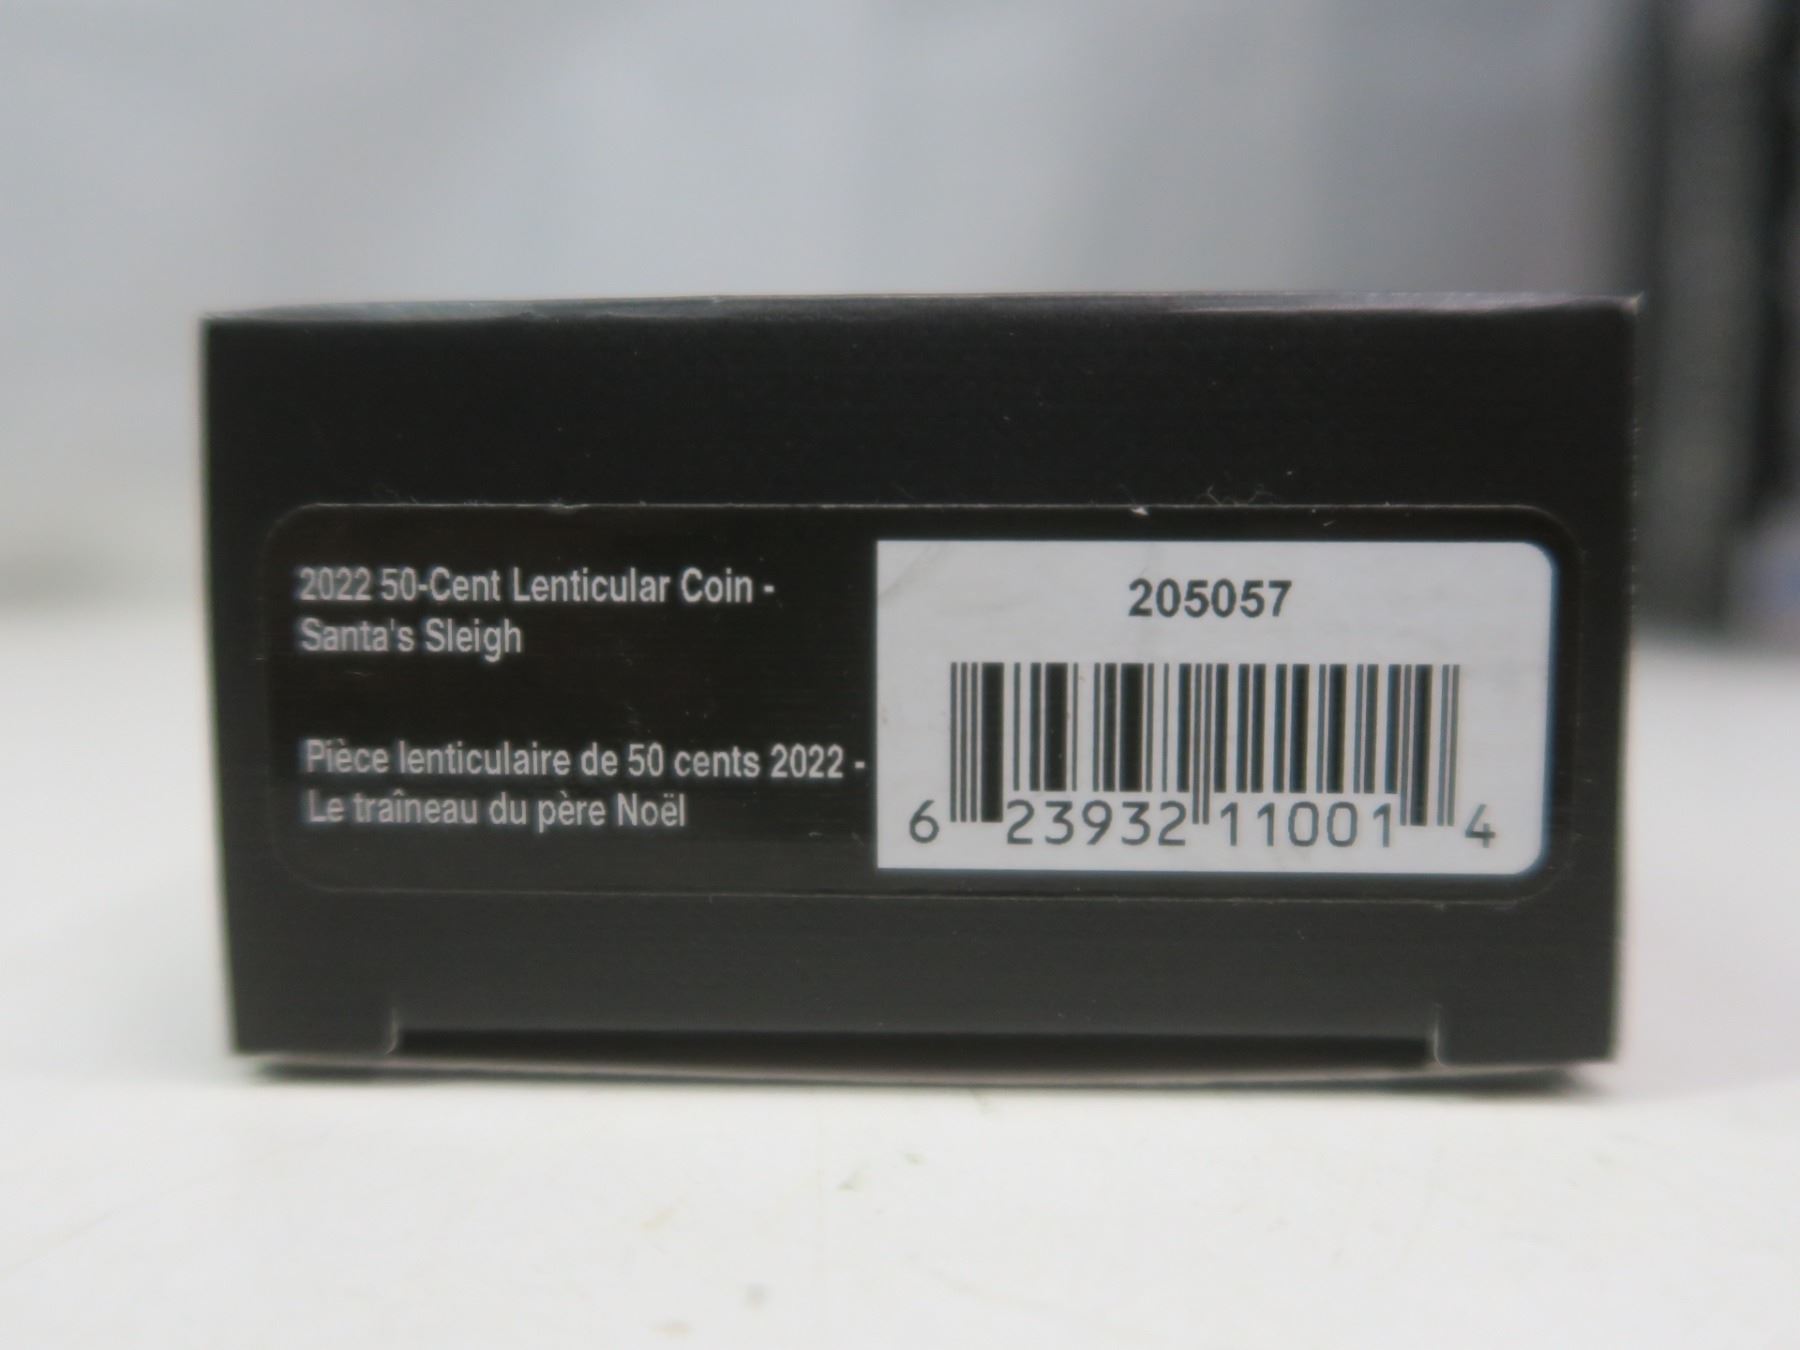 2022 50-Cent Lenticular Coin -
Santa's Sleigh
Pièce lenticulaire de 50 cents 2022 -
Le traîneau du père Noël
205057
6 23932 11001 4